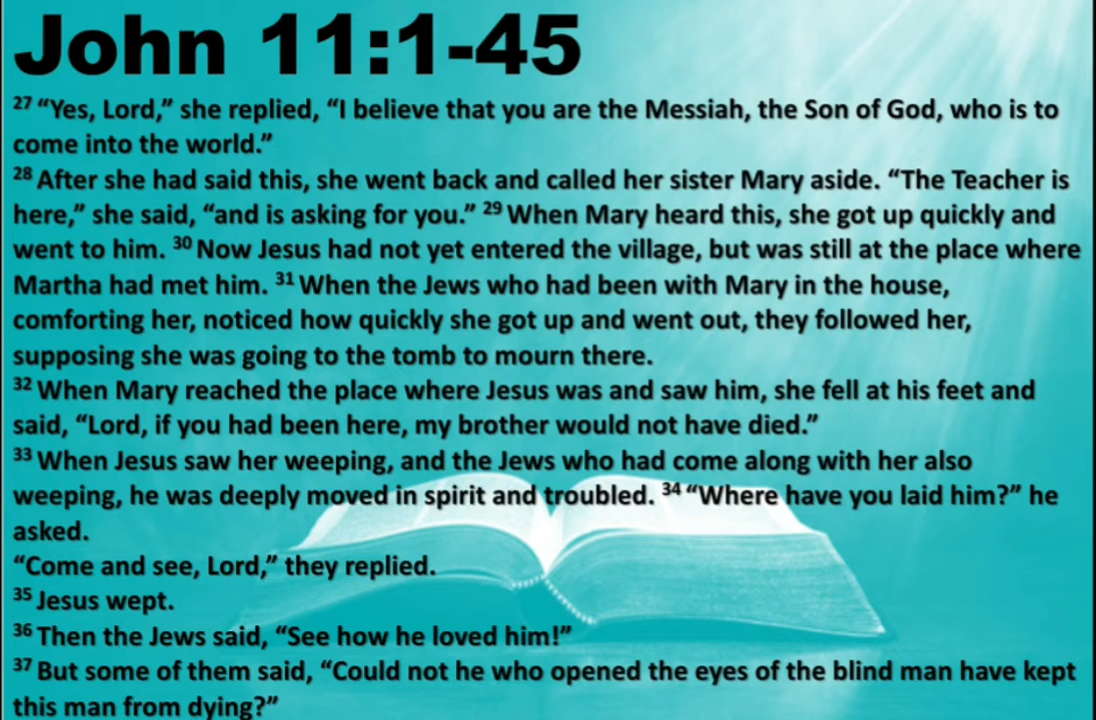 John 11:1-45
27 “Yes, Lord,” she replied, “I believe that you are the Messiah, the Son of God, who is to
come into the world.”
28 After she had said this, she went back and called her sister Mary aside. “The Teacher is
here,” she said, “and is asking for you.” 29 When Mary heard this, she got up quickly and
went to him. 30 Now Jesus had not yet entered the village, but was still at the place where
Martha had met him. 31 When the Jews who had been with Mary in the house,
comforting her, noticed how quickly she got up and went out, they followed her,
supposing she was going to the tomb to mourn there.
32 When Mary reached the place where Jesus was and saw him, she fell at his feet and
said, “Lord, if you had been here, my brother would not have died.”
33 When Jesus saw her weeping, and the Jews who had come along with her also
weeping, he was deeply moved in spirit and troubled. 34 “Where have you laid him?” he
asked.
“Come and see, Lord,” they replied.
35 Jesus wept.
36 Then the Jews said, “See how he loved him!”
37 But some of them said, “Could not he who opened the eyes of the blind man have kept
this man from dying?”